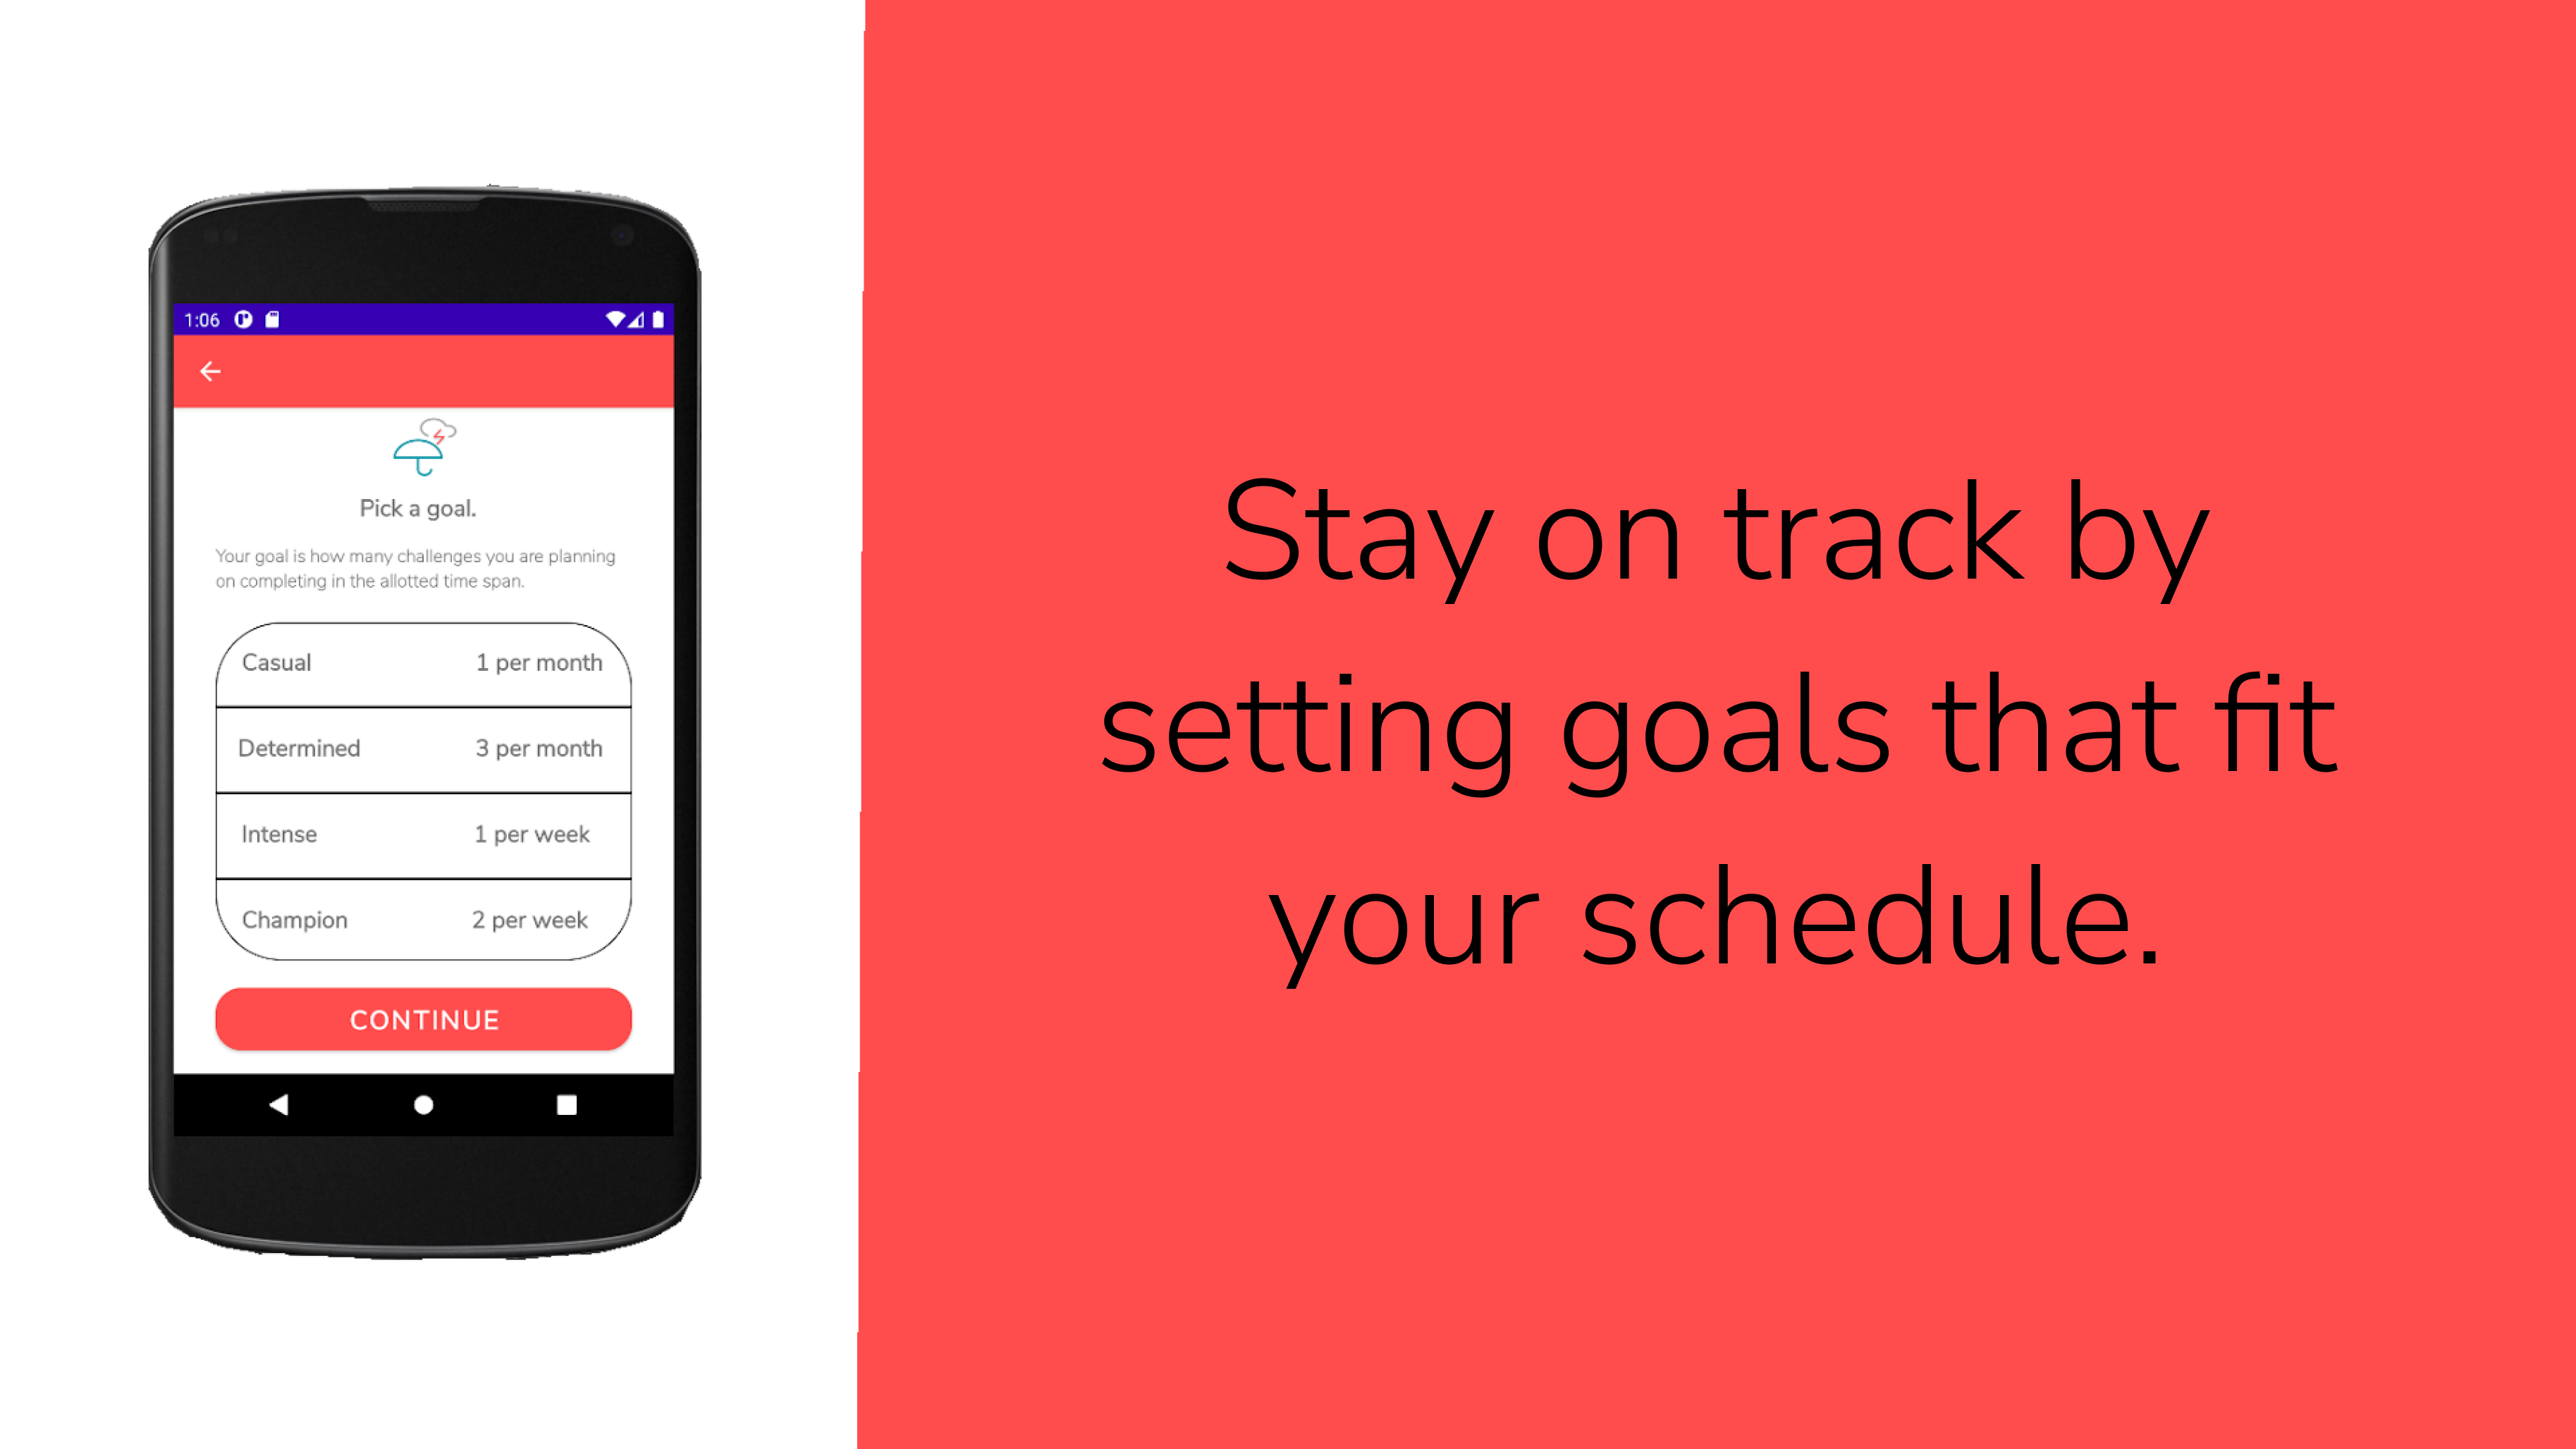 1:06
Pick a goal.
Your goal is how many challenges you are planning
on completing in the allotted time span.
Casual 1 per month
Determined 3 per month
Intense 1 per week
Champion 2 per week
CONTINUE
Stay on track by
setting goals that fit
your schedule.